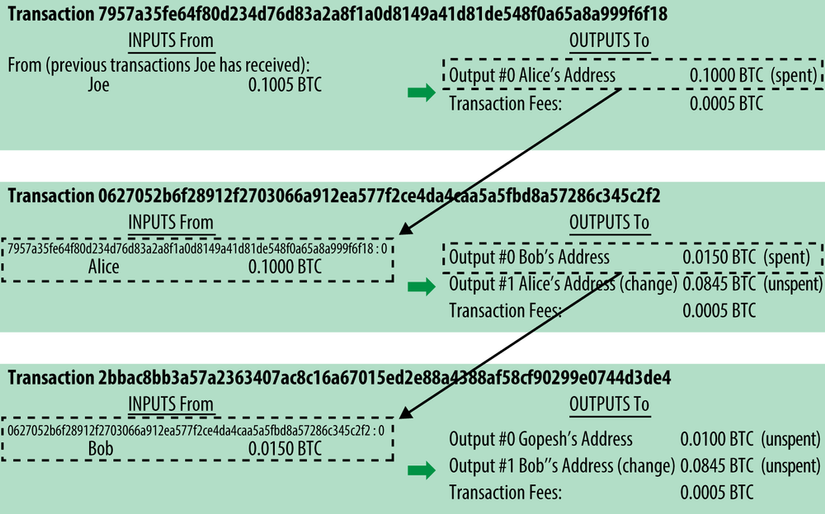 Transaction 7957a35fe64f80d234d76d83a2a8f1a0d8149a41d81de548f0a65a8a999f6f18
INPUTS From
OUTPUTS To
From (previous transactions Joe has received):
Joe 0.1005 BTC
Output #0 Alice's Address 0.1000 BTC (spent)
Transaction Fees: 0.0005 BTC
Transaction 0627052b6f28912f2703066a912ea577f2ce4da4caa5a5fbd8a57286c345c2f2
INPUTS From
OUTPUTS To
7957a35fe64f80d234d76d83a2a8f1a0d8149a41d81de548f0a65a8a999f6f18 : 0
Alice 0.1000 BTC
Output #0 Bob's Address 0.0150 BTC (spent)
Output #1 Alice's Address (change) 0.0845 BTC (unspent)
Transaction Fees: 0.0005 BTC
Transaction 2bbac8bb3a57a2363407ac8c16a67015ed2e88a4388af58cf90299e0744d3de4
INPUTS From
OUTPUTS To
0627052b6f28912f2703066a912ea577f2ce4da4caa5a5fbd8a57286c345c2f2 : 0
Bob 0.0150 BTC
Output #0 Gopesh's Address 0.0100 BTC (unspent)
Output #1 Bob"s Address (change) 0.0845 BTC (unspent)
Transaction Fees: 0.0005 BTC